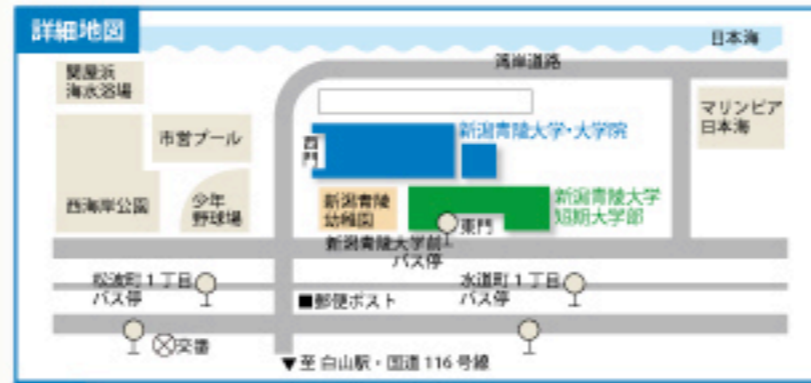 詳細地図
日本海
湾岸道路
関屋浜
海水浴場
マリンピア
日本海
市営プール
西門
新潟青陵大学・大学院
西海岸公園
少年
野球場
新潟青陵
幼稚園
新潟青陵大学
短期大学部
東門
新潟青陵大学前
バス停
松波町1丁目
バス停
水道町1丁目
バス停
■郵便ポスト
交番
▼至 白山駅・国道116号線